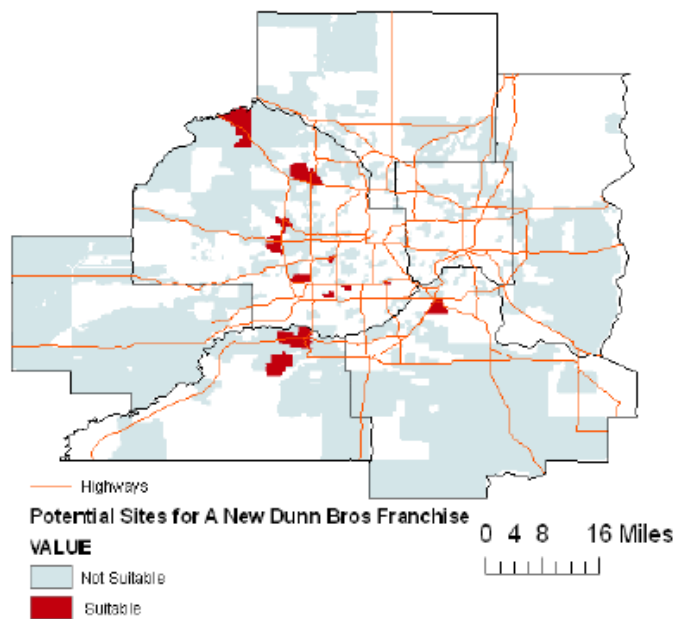 Highways
Potential Sites for A New Dunn Bros Franchise
0 4 8 16 Miles
VALUE
Not Suitable
Suitable